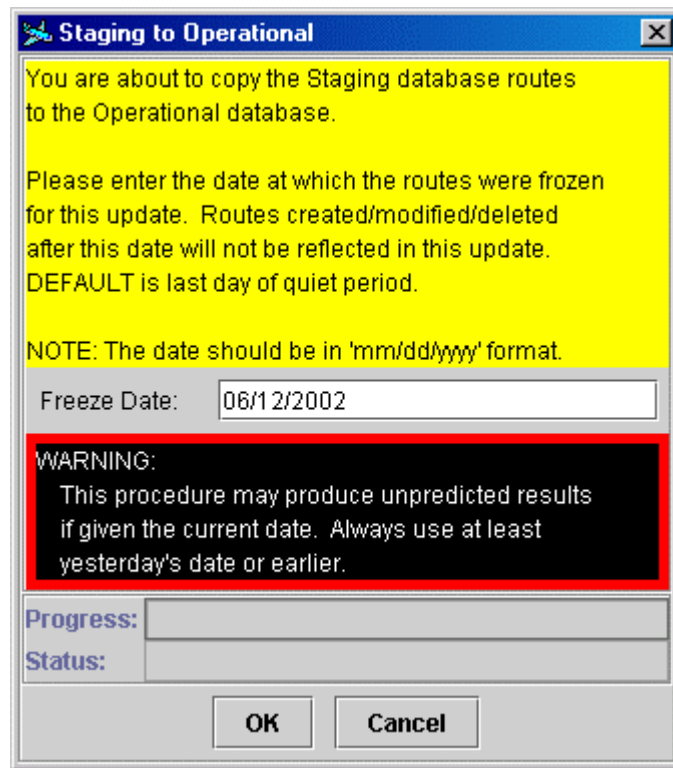 Staging to Operational
You are about to copy the Staging database routes
to the Operational database.
Please enter the date at which the routes were frozen
for this update.  Routes created/modified/deleted
after this date will not be reflected in this update.
DEFAULT is last day of quiet period.
NOTE: The date should be in 'mm/dd/yyyy' format.
Freeze Date: 06/12/2002
WARNING:
This procedure may produce unpredicted results
if given the current date.  Always use at least
yesterday's date or earlier.
Progress:
Status:
OK Cancel